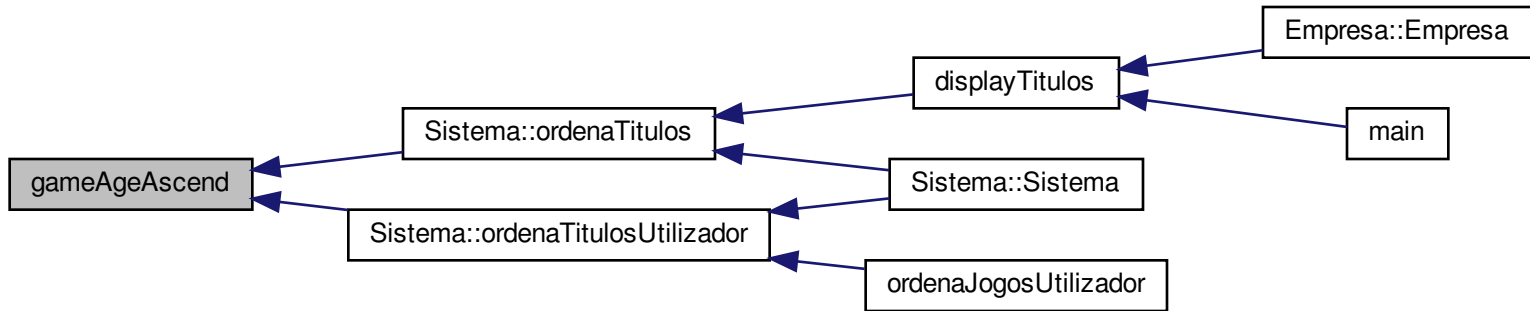 gameAgeAscend
Sistema::ordenaTitulos
Sistema::ordenaTitulosUtilizador
displayTitulos
Sistema::Sistema
ordenaJogosUtilizador
Empresa::Empresa
main